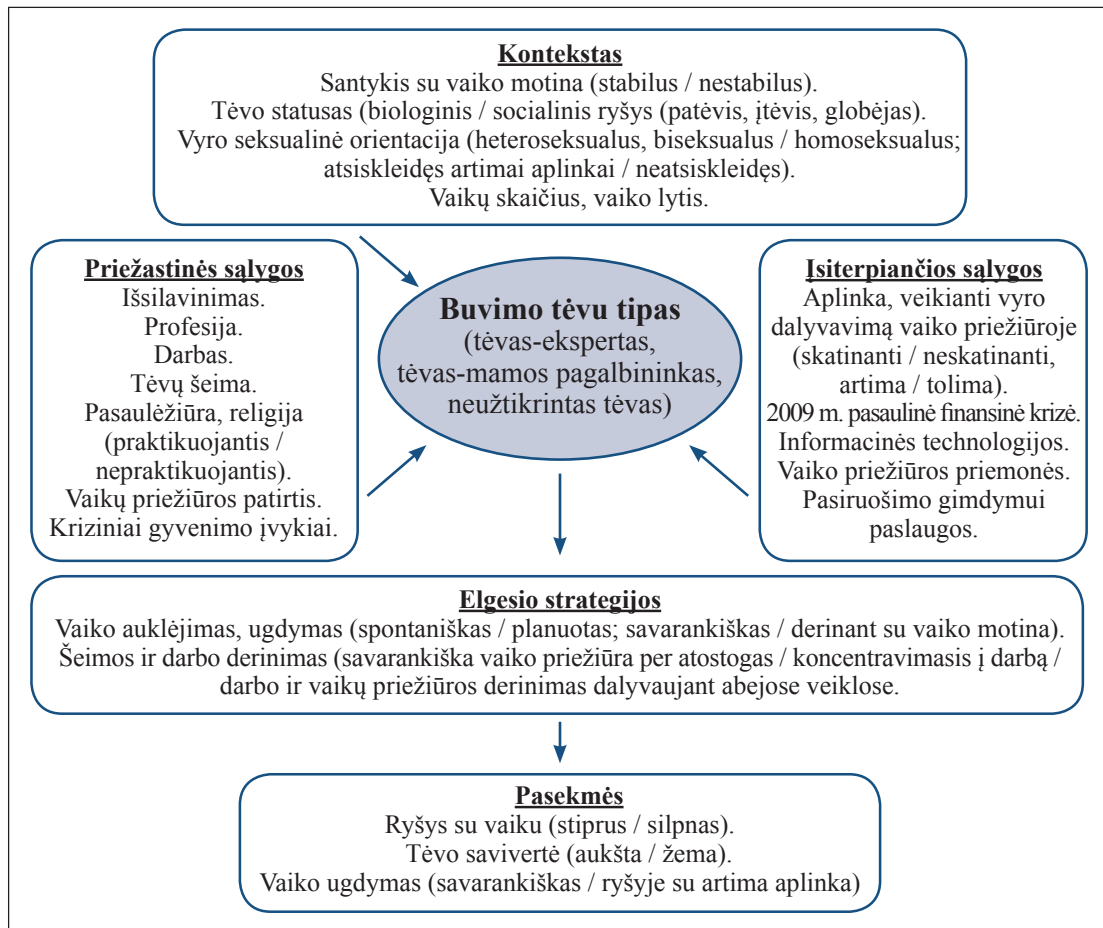 Kontekstas
Santykis su vaiko motina (stabilus / nestabilus).
Tėvo statusas (biologinis / socialinis ryšys (patėvis, įtėvis, globėjas).
Vyro seksualinė orientacija (heteroseksualus, biseksualus / homoseksualus;
atsiskleidęs artimai aplinkai / neatsiskleidęs).
Vaikų skaičius, vaiko lytis.
Priežastinės sąlygos
Išsilavinimas.
Profesija.
Darbas.
Tėvų šeima.
Pasaulėžiūra, religija
(praktikuojantis /
nepraktikuojantis).
Vaikų priežiūros patirtis.
Kriziniai gyvenimo įvykiai.
Buvimo tėvu tipas
(tėvas-ekspertas,
tėvas-mamos pagalbininkas,
neužtikrintas tėvas)
Įsiterpiančios sąlygos
Aplinka, veikianti vyro
dalyvavimą vaiko priežiūroje
(skatinanti / neskatinanti,
artima / tolima).
2009 m. pasaulinė finansinė krizė.
Informacinės technologijos.
Vaiko priežiūros priemonės.
Pasiruošimo gimdymui
paslaugos.
Elgesio strategijos
Vaiko auklėjimas, ugdymas (spontaniškas / planuotas; savarankiškas / derinant su vaiko motina).
Šeimos ir darbo derinimas (savarankiška vaiko priežiūra per atostogas / koncentravimasis į darbą /
darbo ir vaikų priežiūros derinimas dalyvaujant abejose veiklose.
Pasekmės
Ryšys su vaiku (stiprus / silpnas).
Tėvo savivertė (aukšta / žema).
Vaiko ugdymas (savarankiškas / ryšyje su artima aplinka)